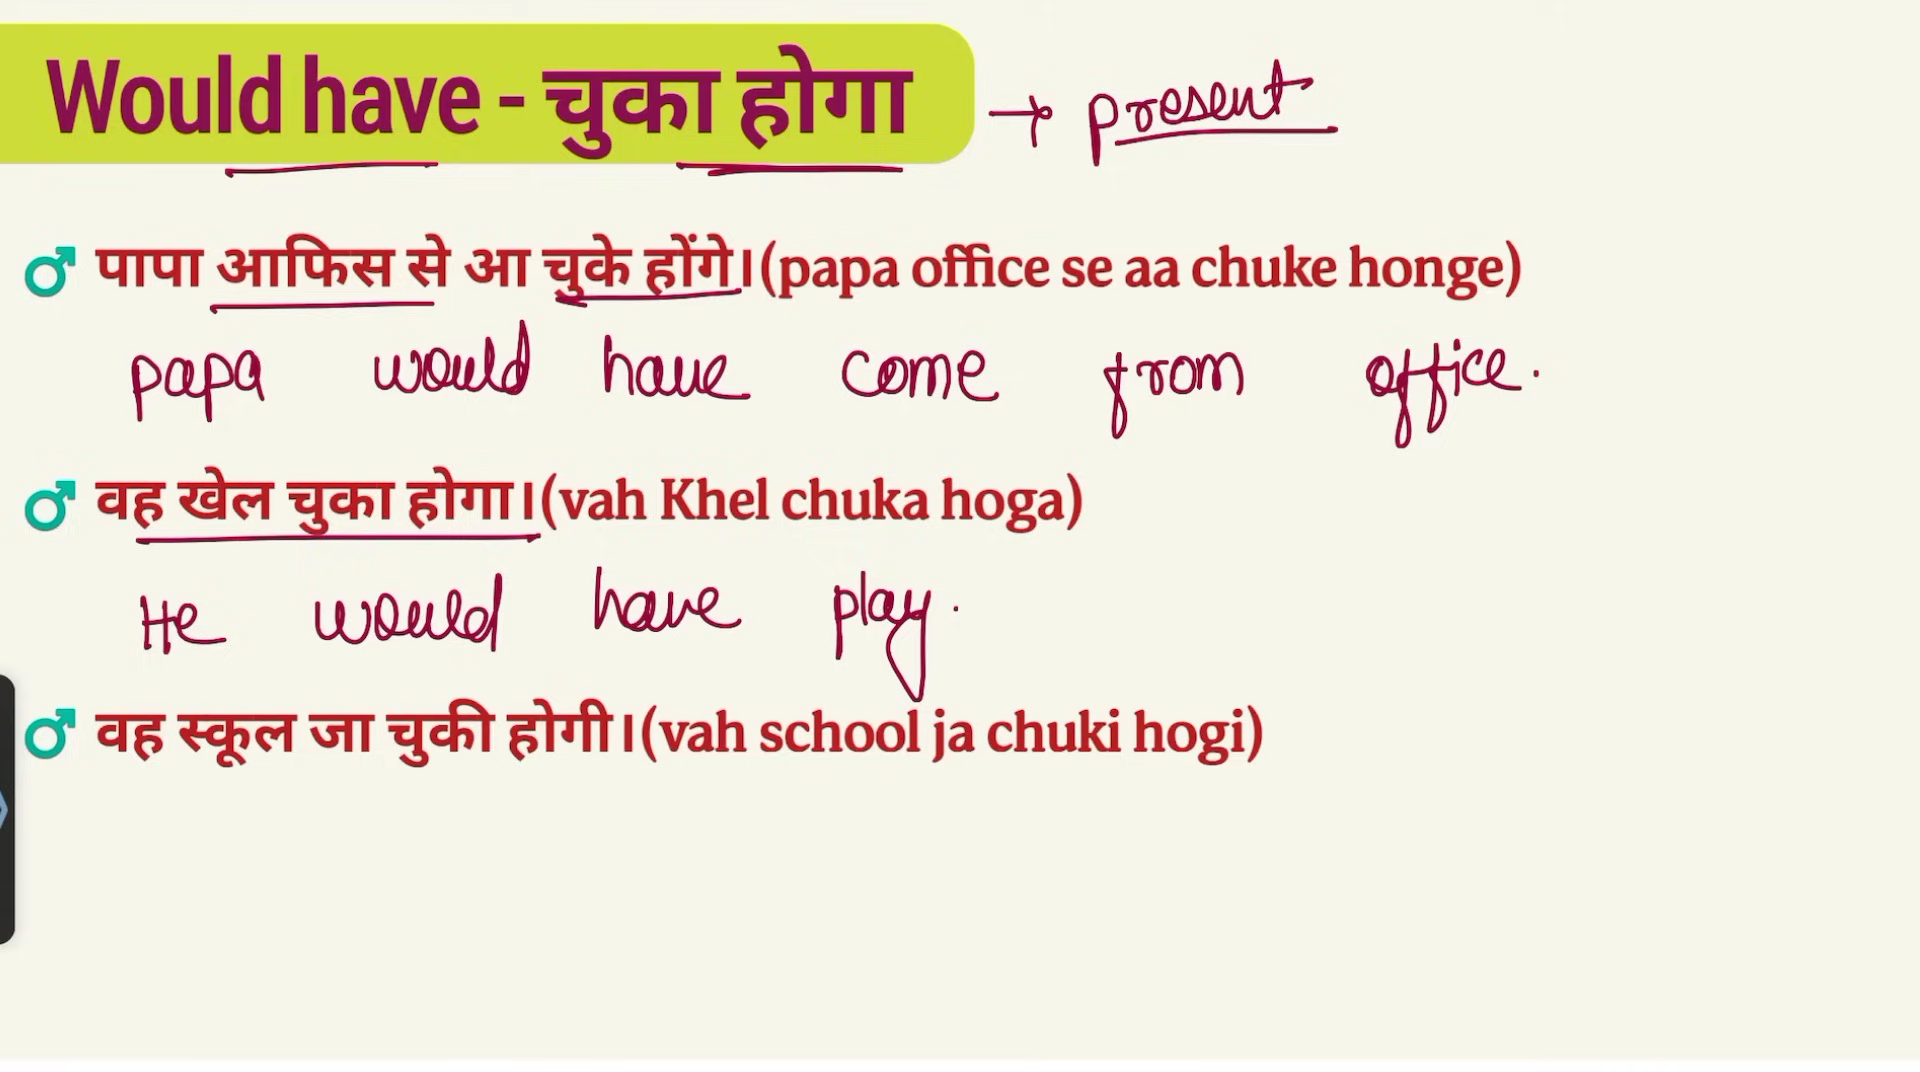 Would have - चुका होगा → present
पापा आफिस से आ चुके होंगे।(papa office se aa chuke honge)
papa would have come from office.
वह खेल चुका होगा।(vah Khel chuka hoga)
He would have play.
वह स्कूल जा चुकी होगी।(vah school ja chuki hogi)